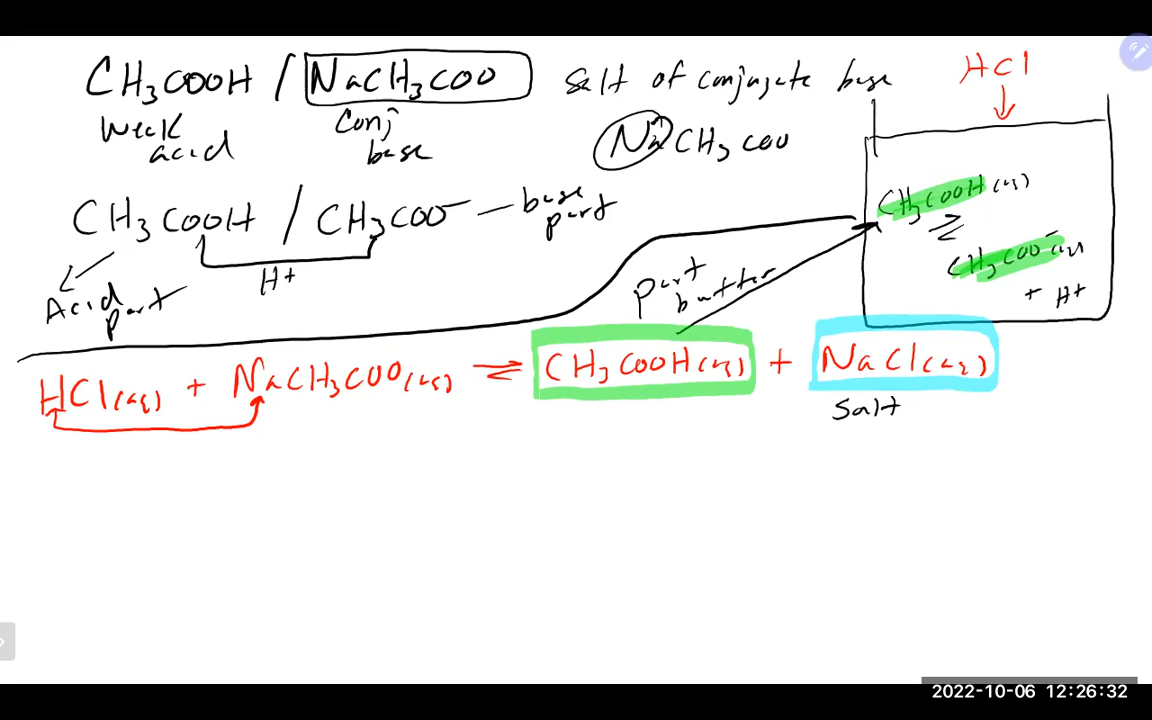 CH3COOH / NaCH3COO salt of conjugate base
Weak acid
Conj base
Na+ CH3COO
HCl
CH3COOH / CH3COO- — base part
H+
Acid part
CH3COOH(aq)
⇌
CH3COO-(aq)
+ H+
part buffer
HCl(aq) + NaCH3COO(aq) ⇌ CH3COOH(aq) + NaCl(aq)
Salt
2022-10-06 12:26:32